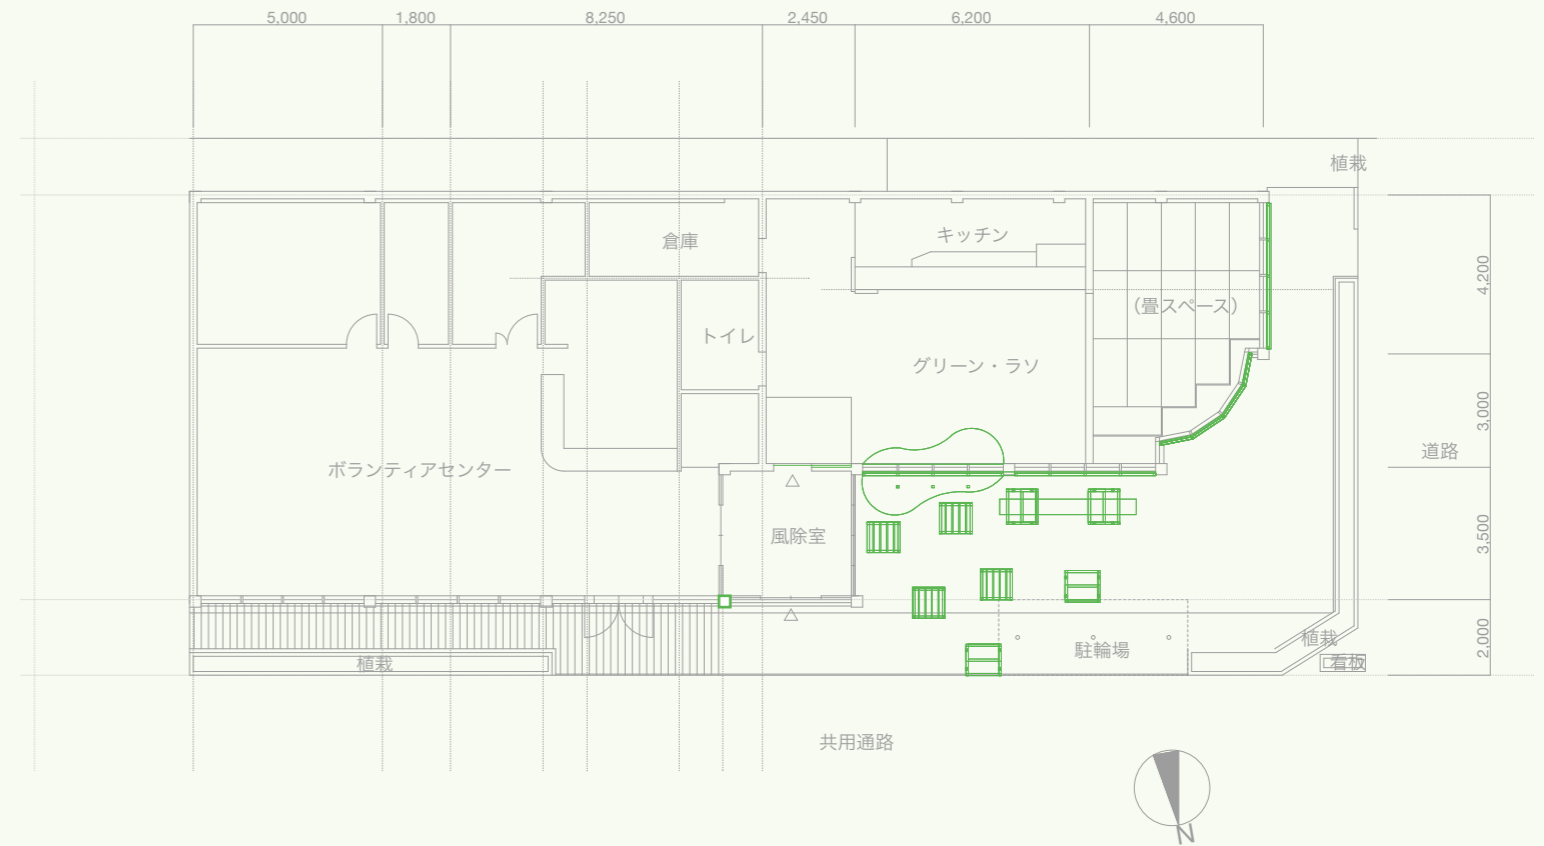 5,000
1,800
8,250
2,450
6,200
4,600
植栽
倉庫
キッチン
4,200
(畳スペース)
トイレ
グリーン・ラソ
3,000
道路
ボランティアセンター
風除室
3,500
植栽
2,000
駐輪場
植栽
看板
共用通路
N